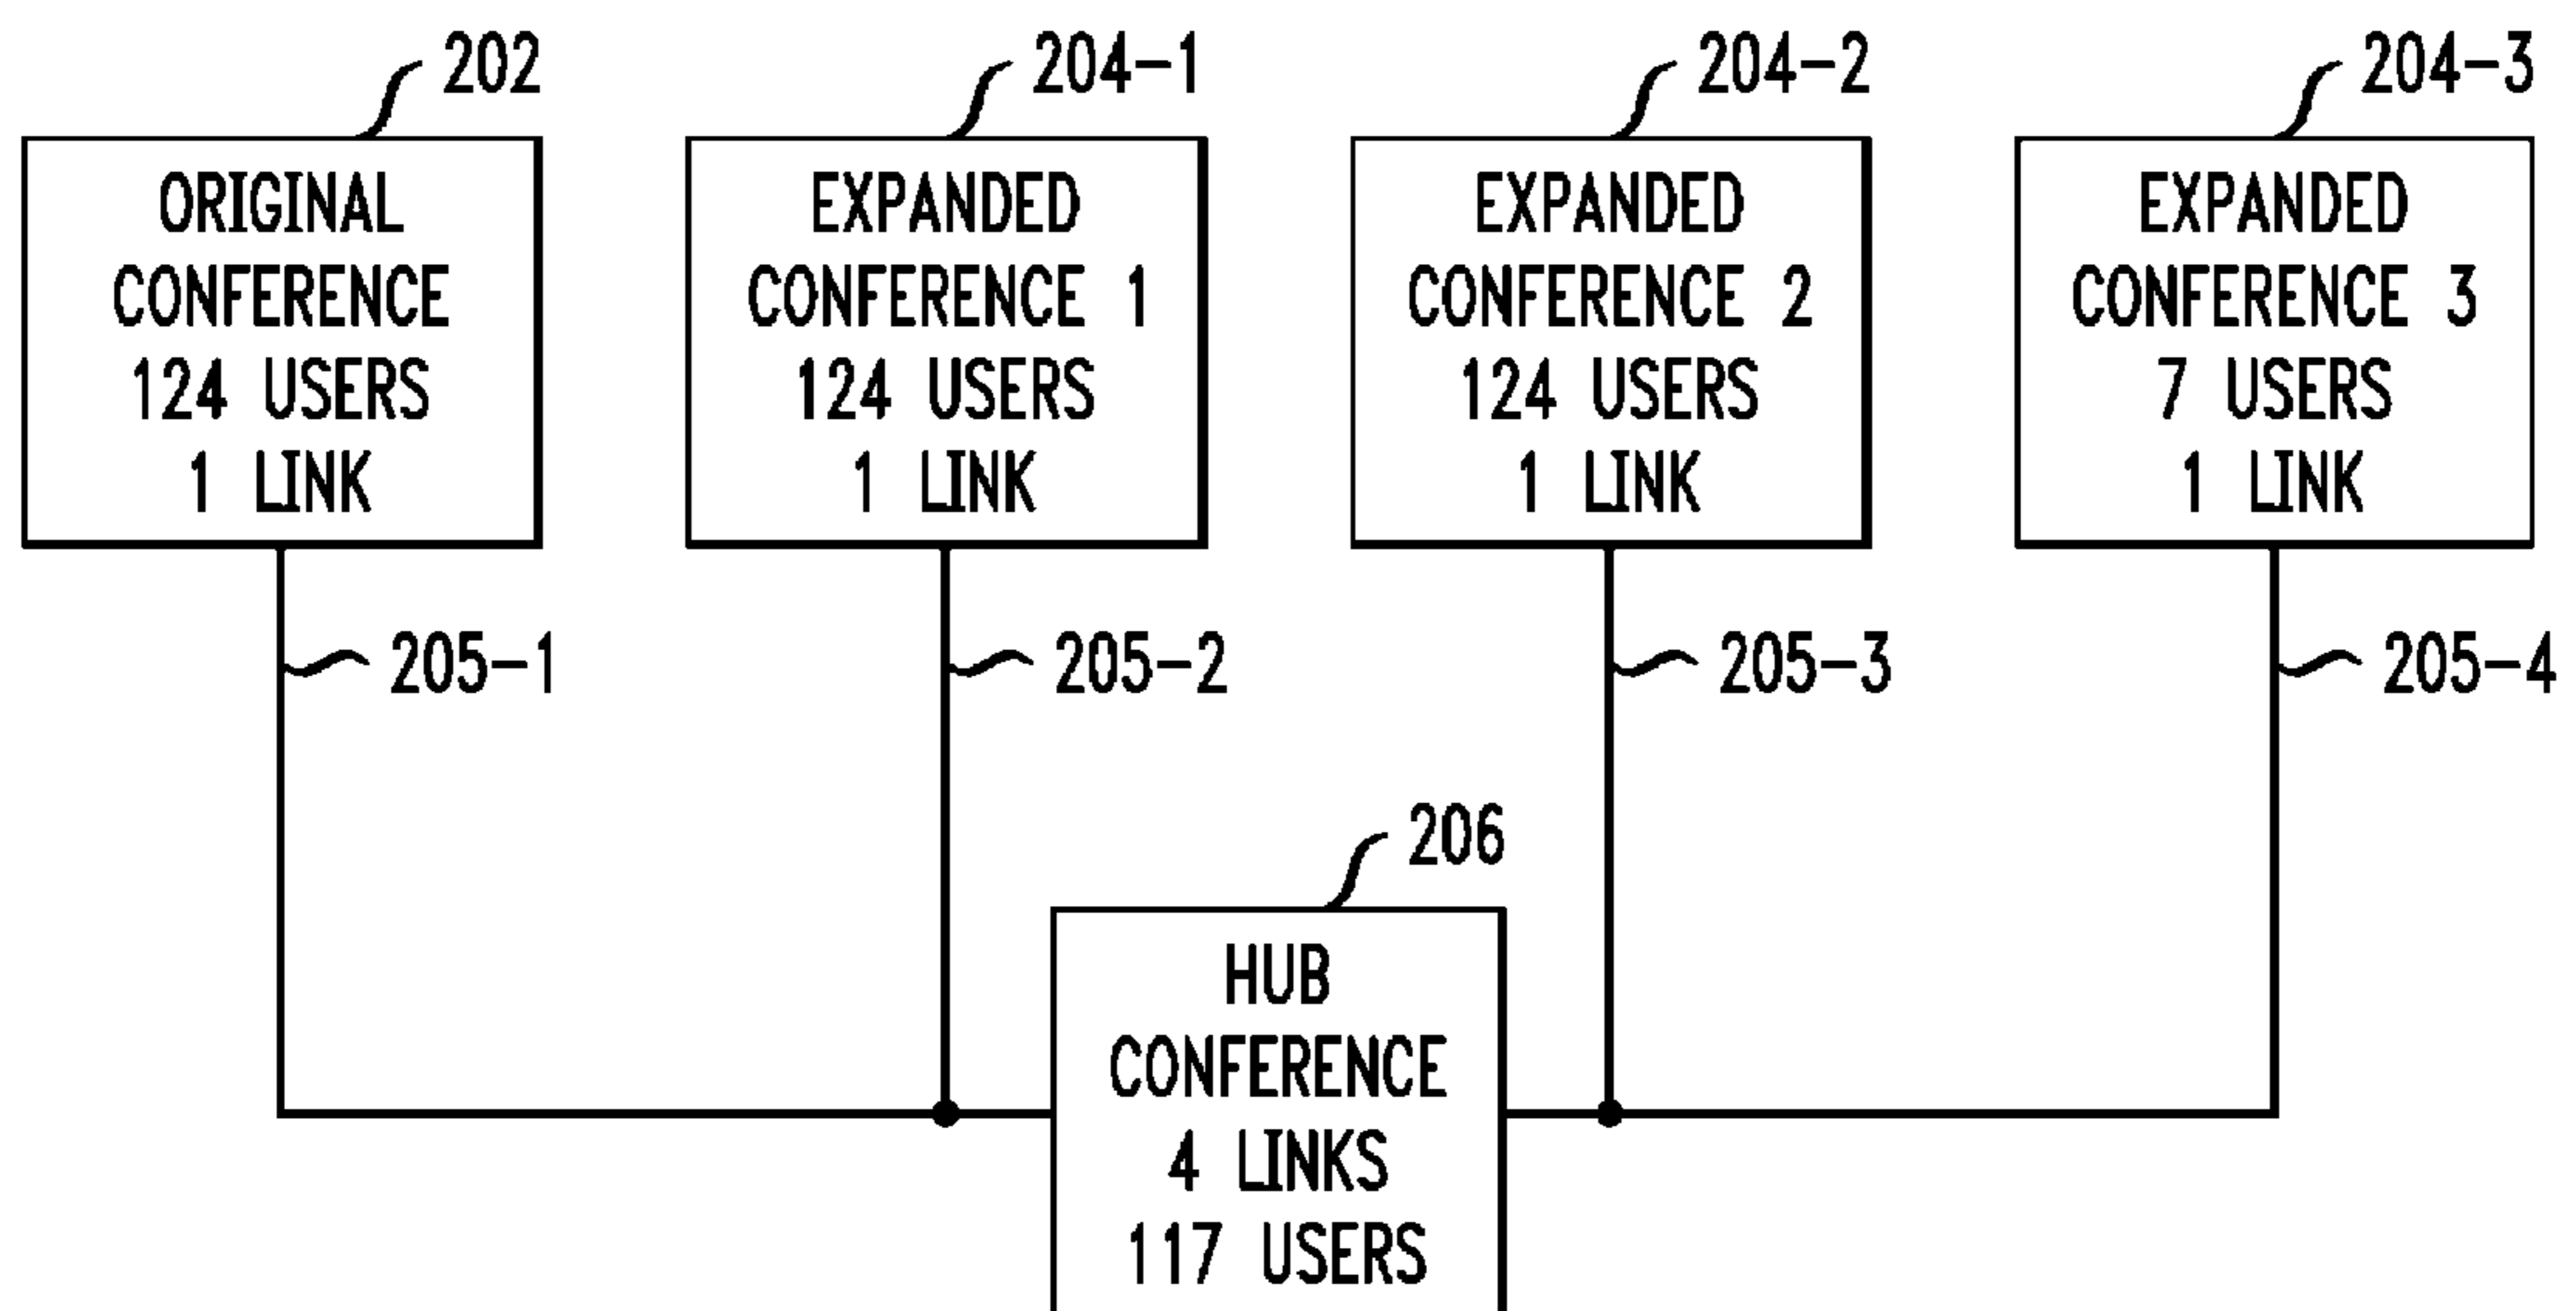 202
204-1
204-2
204-3
ORIGINAL
CONFERENCE
124 USERS
1 LINK
EXPANDED
CONFERENCE 1
124 USERS
1 LINK
EXPANDED
CONFERENCE 2
124 USERS
1 LINK
EXPANDED
CONFERENCE 3
7 USERS
1 LINK
205-1
205-2
205-3
205-4
206
HUB
CONFERENCE
4 LINKS
117 USERS